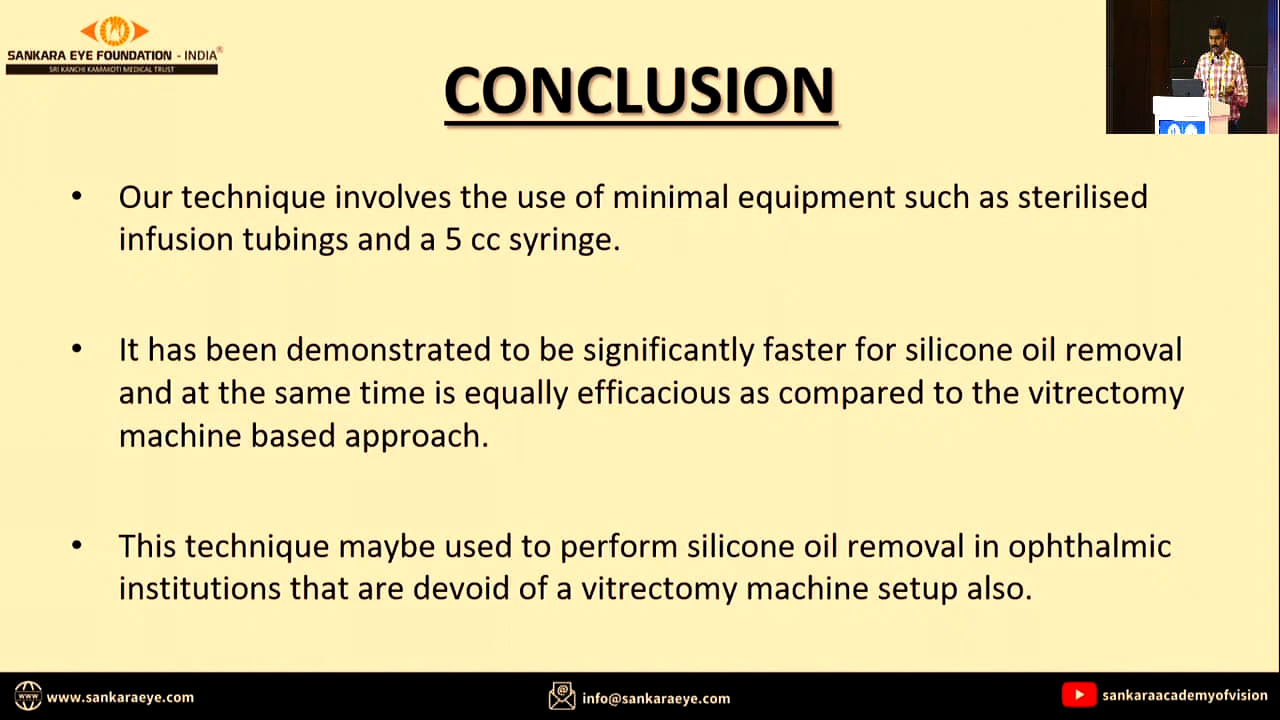 SANKARA EYE FOUNDATION - INDIA®
SRI KANCHI KAMAKOTI MEDICAL TRUST
CONCLUSION
• Our technique involves the use of minimal equipment such as sterilised
infusion tubings and a 5 cc syringe.
• It has been demonstrated to be significantly faster for silicone oil removal
and at the same time is equally efficacious as compared to the vitrectomy
machine based approach.
• This technique maybe used to perform silicone oil removal in ophthalmic
institutions that are devoid of a vitrectomy machine setup also.
www.sankaraeye.com
info@sankaraeye.com
sankaraacademyofvision